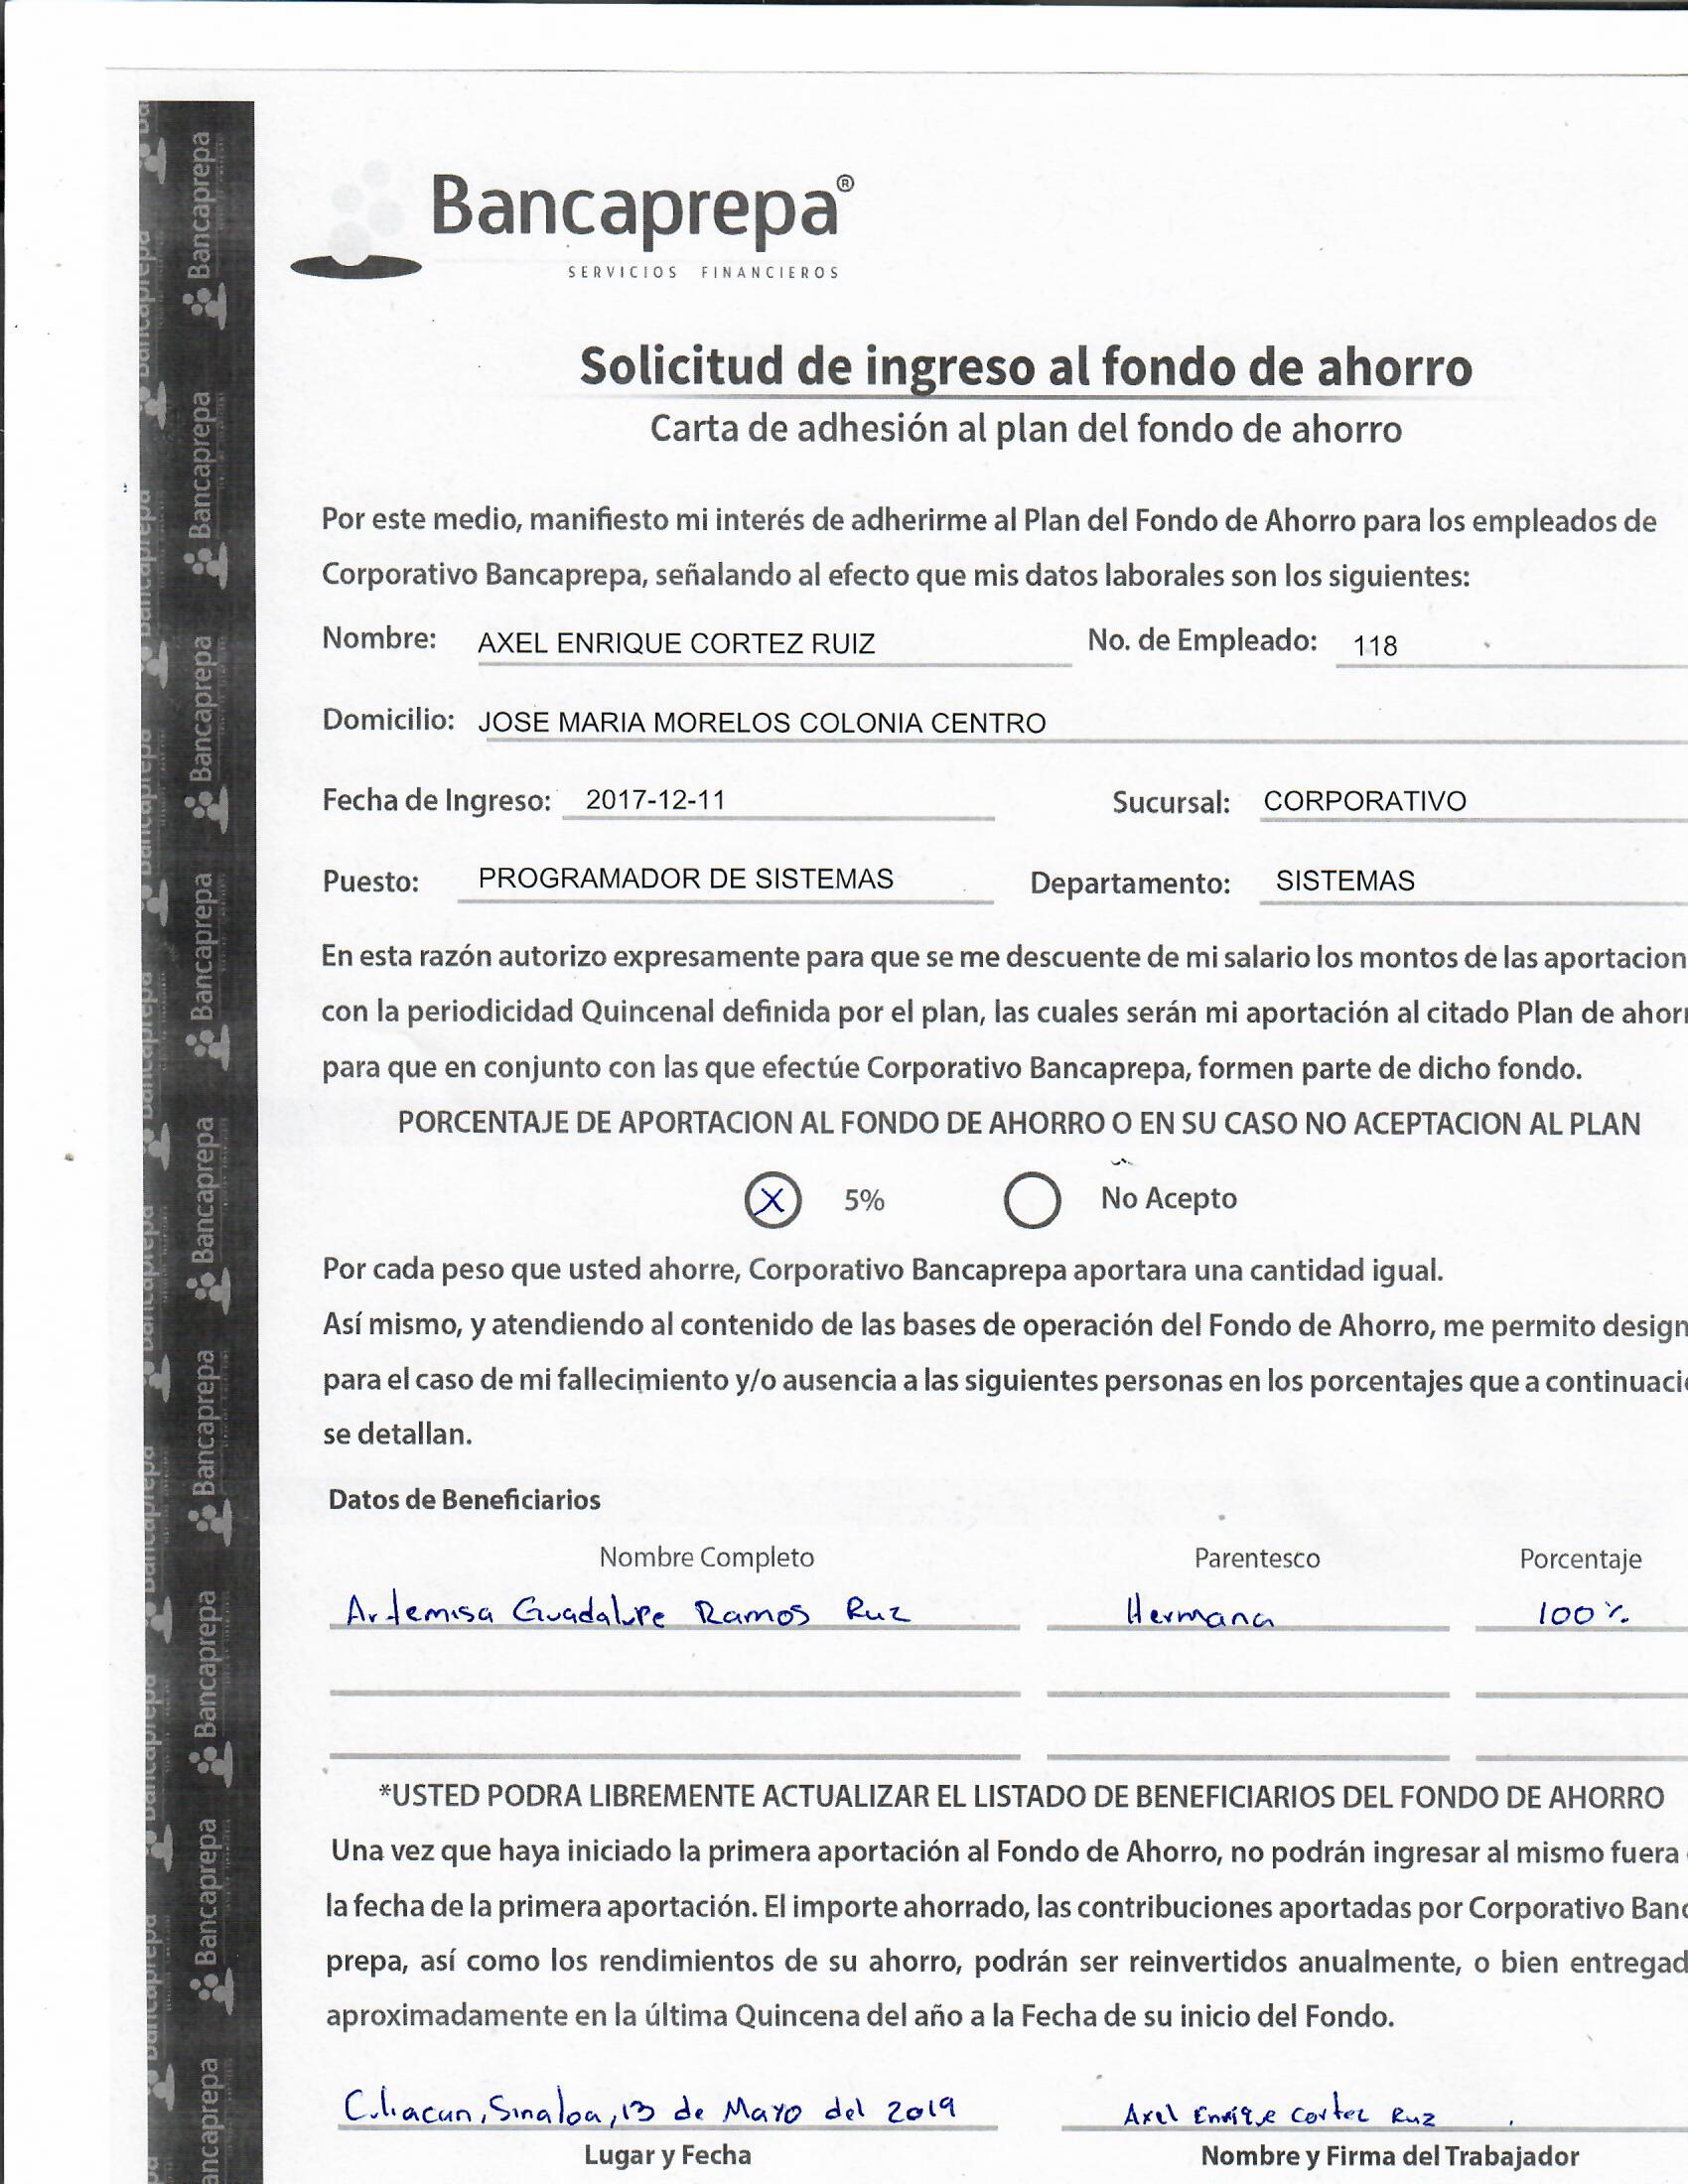 Bancaprepa®
SERVICIOS FINANCIEROS
Solicitud de ingreso al fondo de ahorro
Carta de adhesión al plan del fondo de ahorro
Por este medio, manifiesto mi interés de adherirme al Plan del Fondo de Ahorro para los empleados de
Corporativo Bancaprepa, señalando al efecto que mis datos laborales son los siguientes:
Nombre: AXEL ENRIQUE CORTEZ RUIZ No. de Empleado: 118
Domicilio: JOSE MARIA MORELOS COLONIA CENTRO
Fecha de Ingreso: 2017-12-11 Sucursal: CORPORATIVO
Puesto: PROGRAMADOR DE SISTEMAS Departamento: SISTEMAS
En esta razón autorizo expresamente para que se me descuente de mi salario los montos de las aportacion
con la periodicidad Quincenal definida por el plan, las cuales serán mi aportación al citado Plan de ahorr
para que en conjunto con las que efectúe Corporativo Bancaprepa, formen parte de dicho fondo.
PORCENTAJE DE APORTACION AL FONDO DE AHORRO O EN SU CASO NO ACEPTACION AL PLAN
X 5% No Acepto
Por cada peso que usted ahorre, Corporativo Bancaprepa aportara una cantidad igual.
Así mismo, y atendiendo al contenido de las bases de operación del Fondo de Ahorro, me permito design
para el caso de mi fallecimiento y/o ausencia a las siguientes personas en los porcentajes que a continuaci
se detallan.
Datos de Beneficiarios
Nombre Completo Parentesco Porcentaje
Artemisa Guadalupe Ramos Ruiz Hermana 100%
*USTED PODRA LIBREMENTE ACTUALIZAR EL LISTADO DE BENEFICIARIOS DEL FONDO DE AHORRO
Una vez que haya iniciado la primera aportación al Fondo de Ahorro, no podrán ingresar al mismo fuera
la fecha de la primera aportación. El importe ahorrado, las contribuciones aportadas por Corporativo Banc
prepa, así como los rendimientos de su ahorro, podrán ser reinvertidos anualmente, o bien entregad
aproximadamente en la última Quincena del año a la Fecha de su inicio del Fondo.
Culiacan, Sinaloa, 13 de Mayo del 2019 Axel Enrique Cortez Ruiz
Lugar y Fecha Nombre y Firma del Trabajador